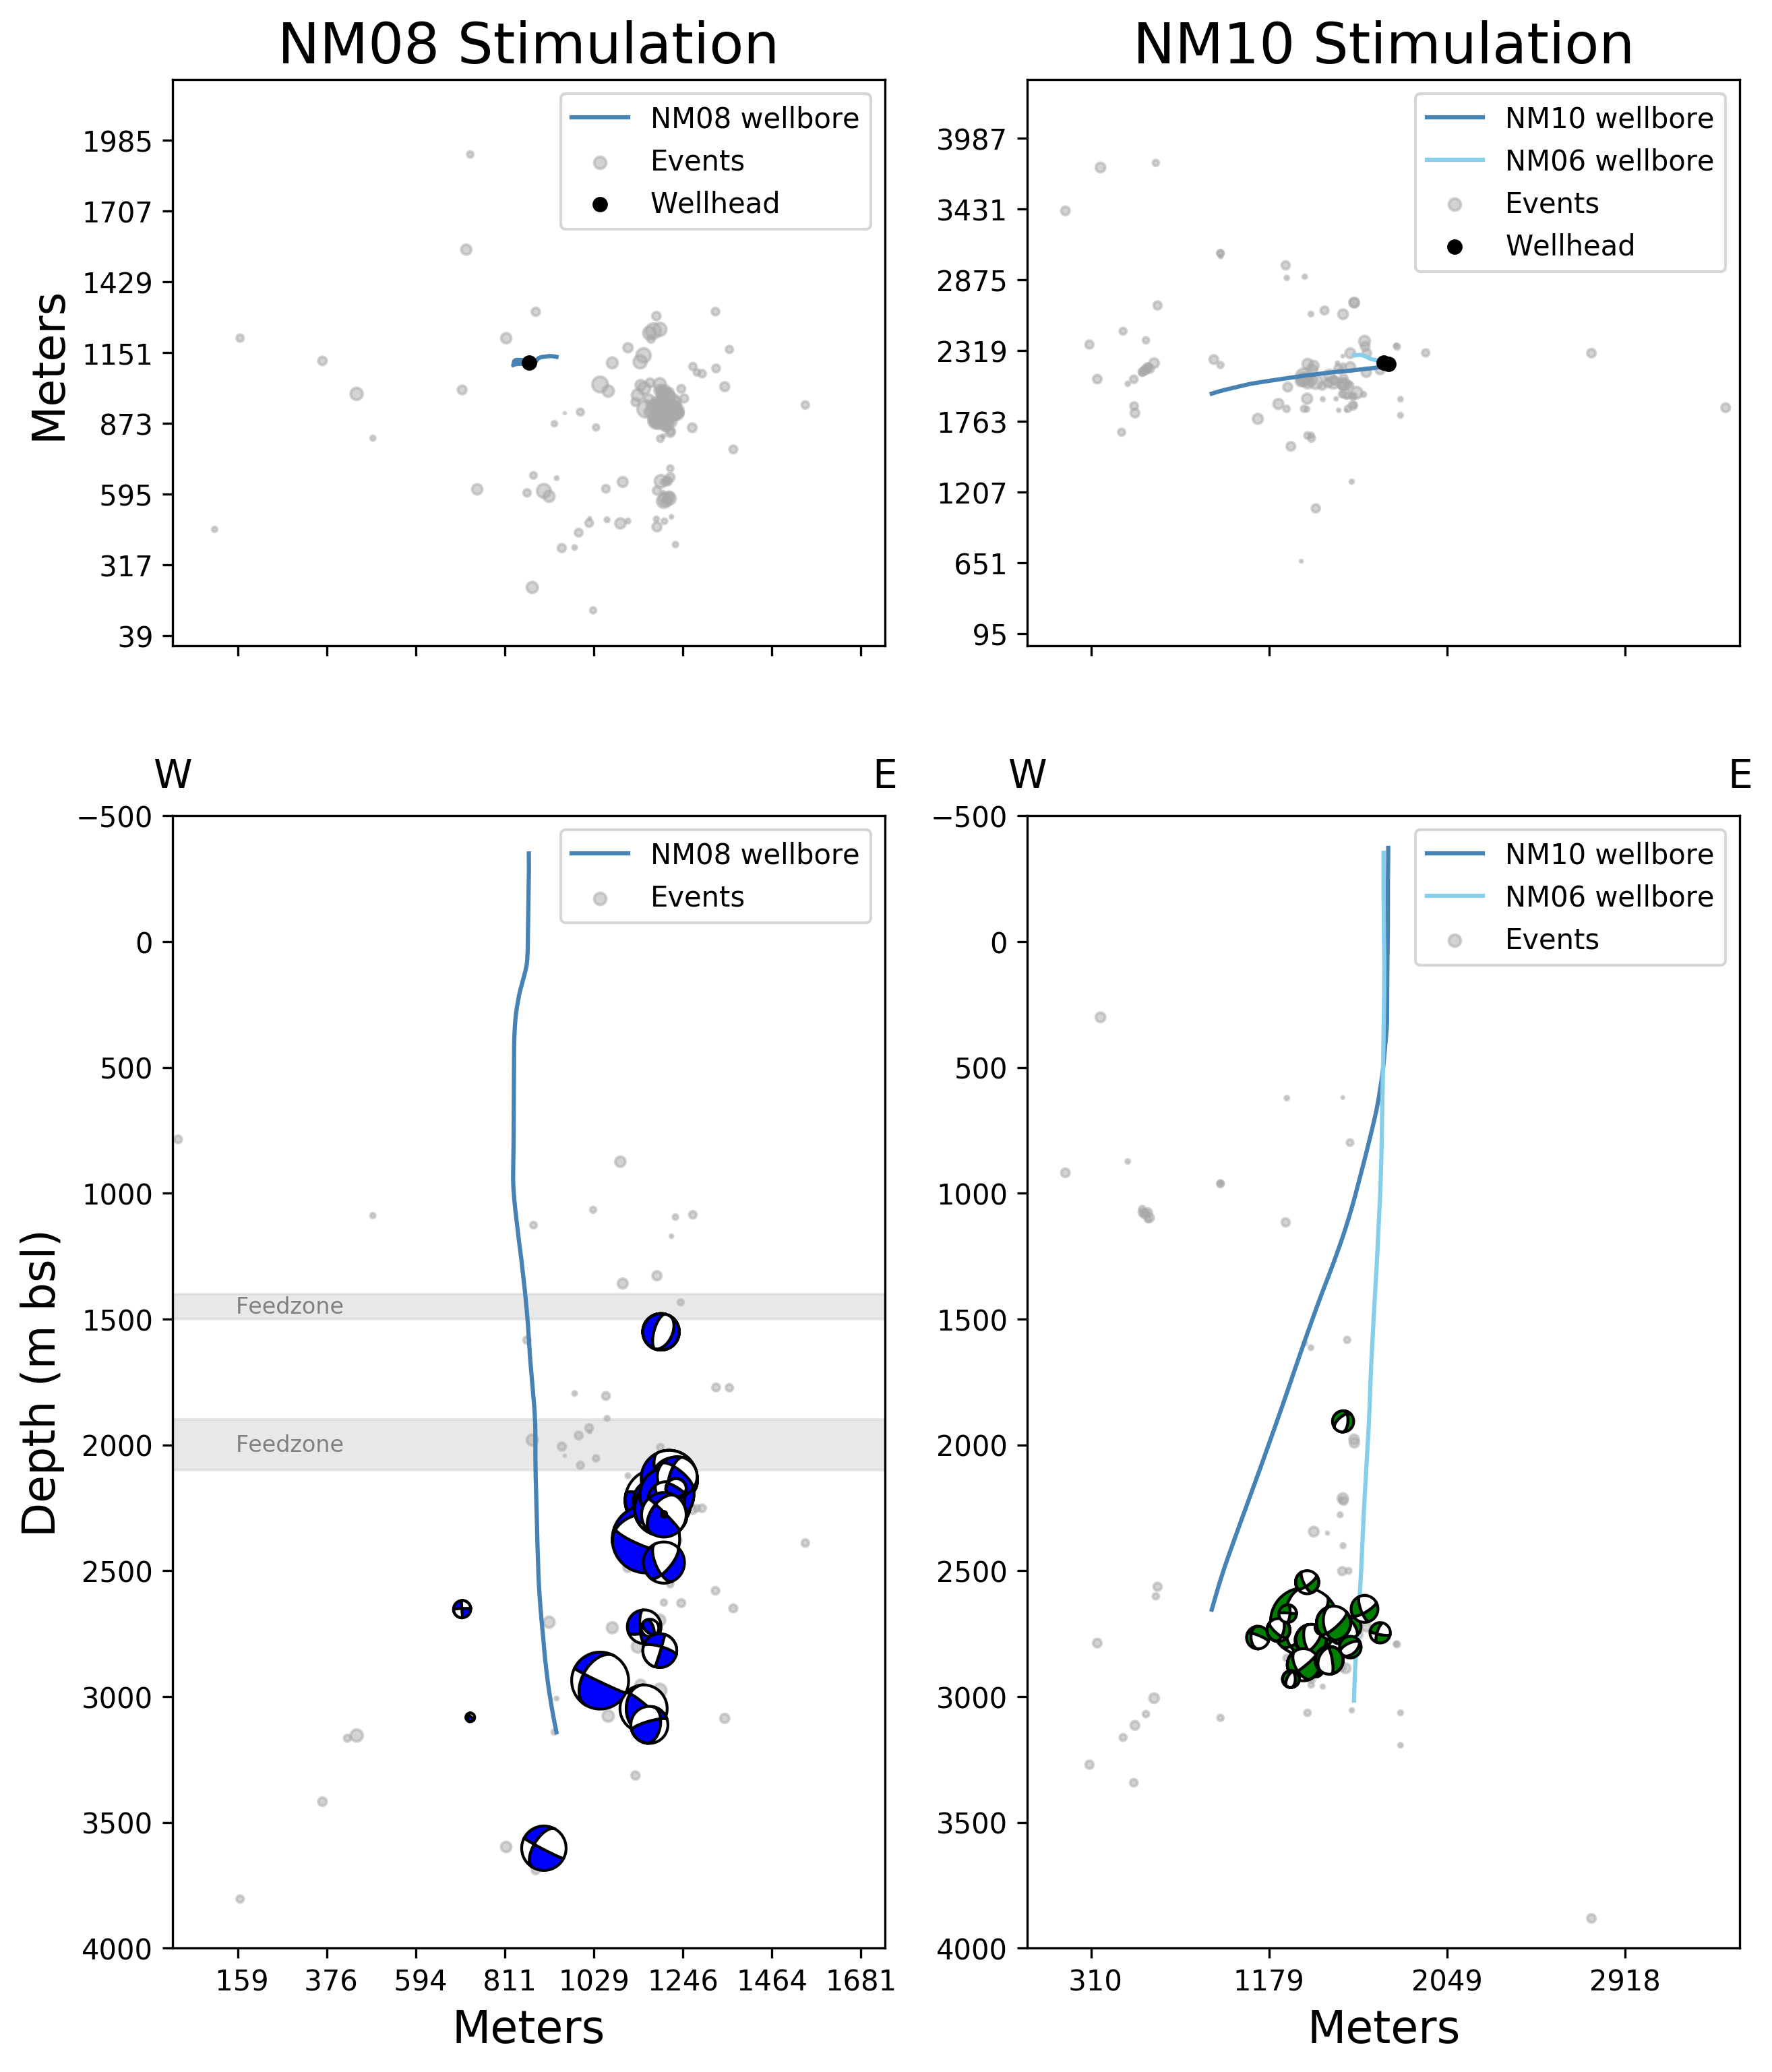 NM08 Stimulation
1985
1707
1429
1151
873
595
317
39
Meters
NM08 wellbore
Events
Wellhead
NM10 Stimulation
3987
3431
2875
2319
1763
1207
651
95
NM10 wellbore
NM06 wellbore
Events
Wellhead
W
E
−500
0
500
1000
1500
2000
2500
3000
3500
4000
Depth (m bsl)
NM08 wellbore
Events
Feedzone
Feedzone
159
376
594
811
1029
1246
1464
1681
Meters
W
E
−500
0
500
1000
1500
2000
2500
3000
3500
4000
NM10 wellbore
NM06 wellbore
Events
310
1179
2049
2918
Meters